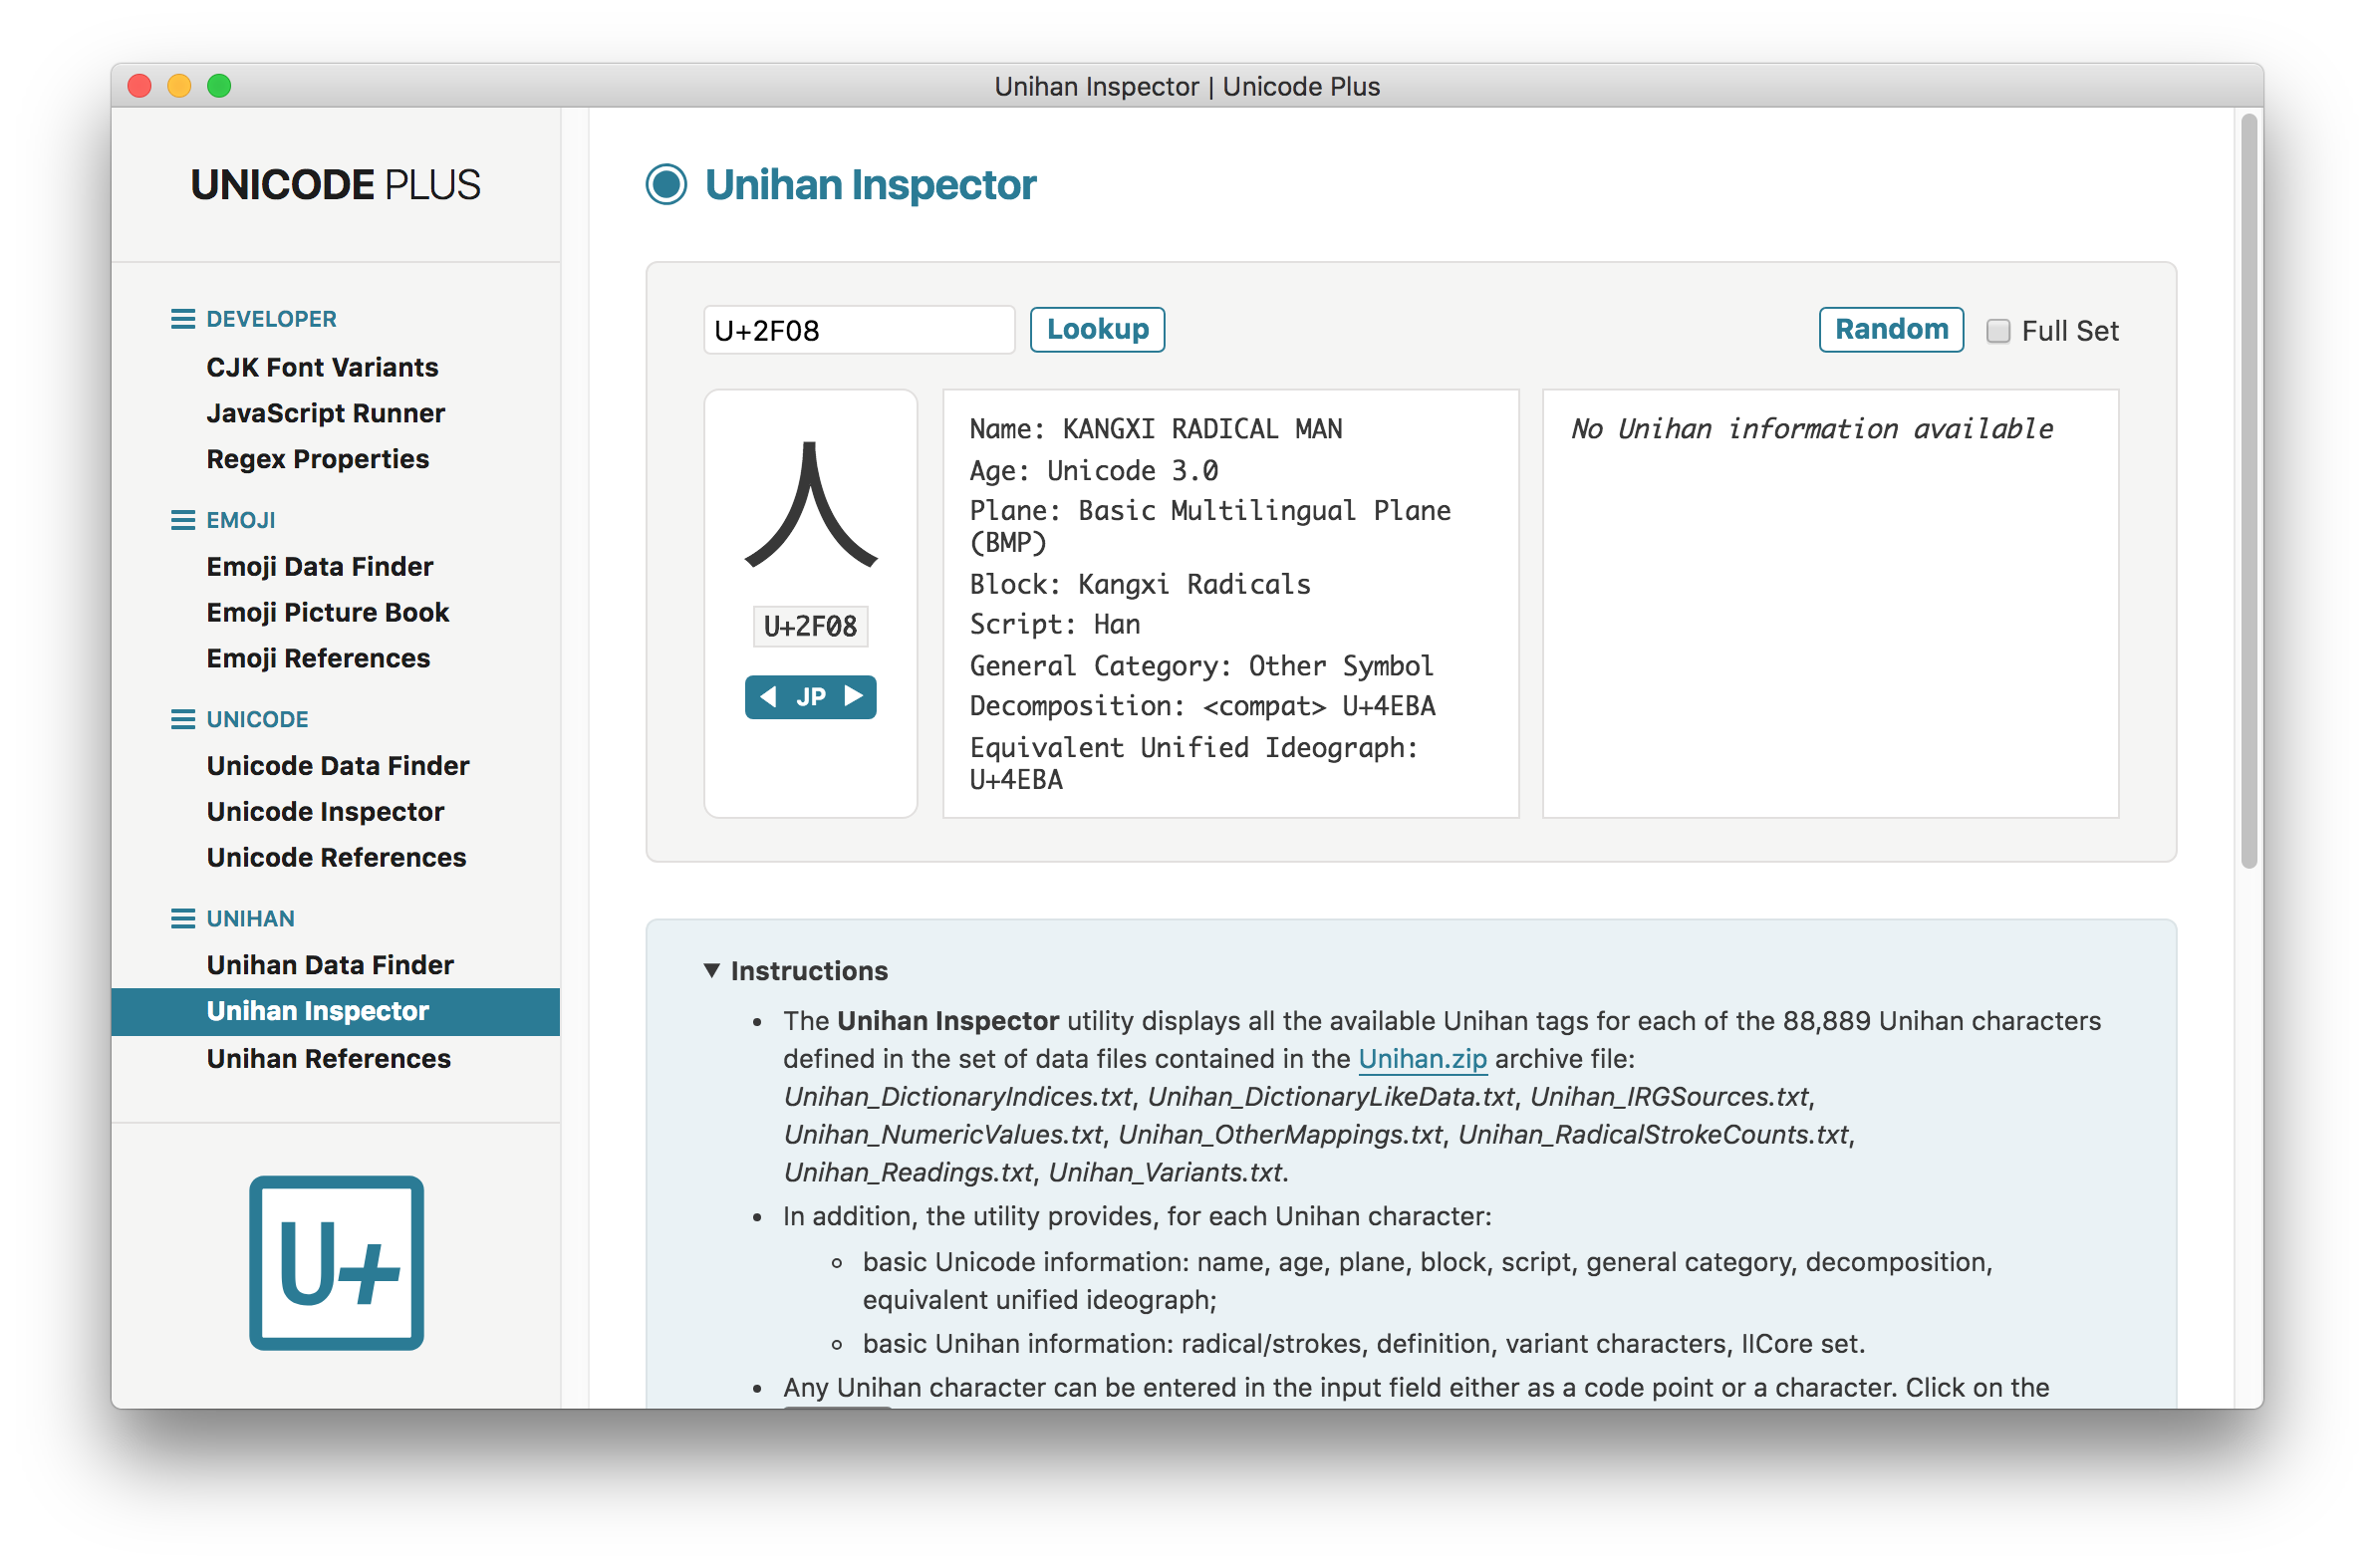 Unihan Inspector | Unicode Plus
UNICODE PLUS
DEVELOPER
CJK Font Variants
JavaScript Runner
Regex Properties
EMOJI
Emoji Data Finder
Emoji Picture Book
Emoji References
UNICODE
Unicode Data Finder
Unicode Inspector
Unicode References
UNIHAN
Unihan Data Finder
Unihan Inspector
Unihan References
U+
Unihan Inspector
U+2F08 Lookup Random Full Set
⼈
U+2F08
JP
Name: KANGXI RADICAL MAN
Age: Unicode 3.0
Plane: Basic Multilingual Plane
(BMP)
Block: Kangxi Radicals
Script: Han
General Category: Other Symbol
Decomposition: <compat> U+4EBA
Equivalent Unified Ideograph:
U+4EBA
No Unihan information available
Instructions
The Unihan Inspector utility displays all the available Unihan tags for each of the 88,889 Unihan characters
defined in the set of data files contained in the Unihan.zip archive file:
Unihan_DictionaryIndices.txt, Unihan_DictionaryLikeData.txt, Unihan_IRGSources.txt,
Unihan_NumericValues.txt, Unihan_OtherMappings.txt, Unihan_RadicalStrokeCounts.txt,
Unihan_Readings.txt, Unihan_Variants.txt.
In addition, the utility provides, for each Unihan character:
basic Unicode information: name, age, plane, block, script, general category, decomposition,
equivalent unified ideograph;
basic Unihan information: radical/strokes, definition, variant characters, IICore set.
Any Unihan character can be entered in the input field either as a code point or a character. Click on the